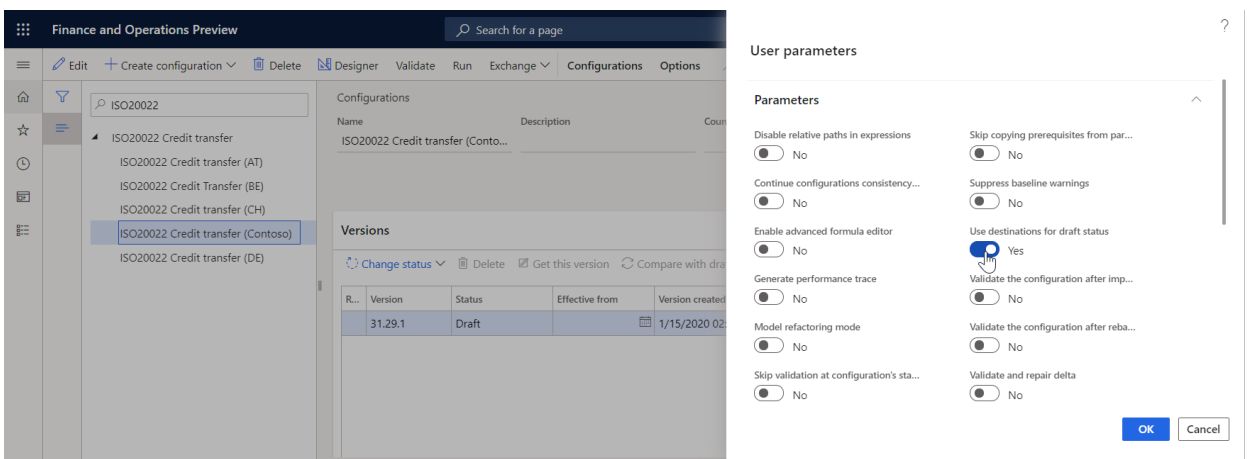 Finance and Operations Preview
Search for a page
?
Edit
Create configuration
Delete
Designer
Validate
Run
Exchange
Configurations
Options
ISO20022
ISO20022 Credit transfer
ISO20022 Credit transfer (AT)
ISO20022 Credit Transfer (BE)
ISO20022 Credit transfer (CH)
ISO20022 Credit transfer (Contoso)
ISO20022 Credit transfer (DE)
Configurations
Name
Description
Coun
ISO20022 Credit transfer (Conto...
Versions
Change status
Delete
Get this version
Compare with dra
R...
Version
Status
Effective from
Version created
31.29.1
Draft
1/15/2020 02:
User parameters
Parameters
Disable relative paths in expressions
No
Skip copying prerequisites from par...
No
Continue configurations consistency...
No
Suppress baseline warnings
No
Enable advanced formula editor
No
Use destinations for draft status
Yes
Generate performance trace
No
Validate the configuration after imp...
No
Model refactoring mode
No
Validate the configuration after reba...
No
Skip validation at configuration's sta...
No
Validate and repair delta
No
OK
Cancel